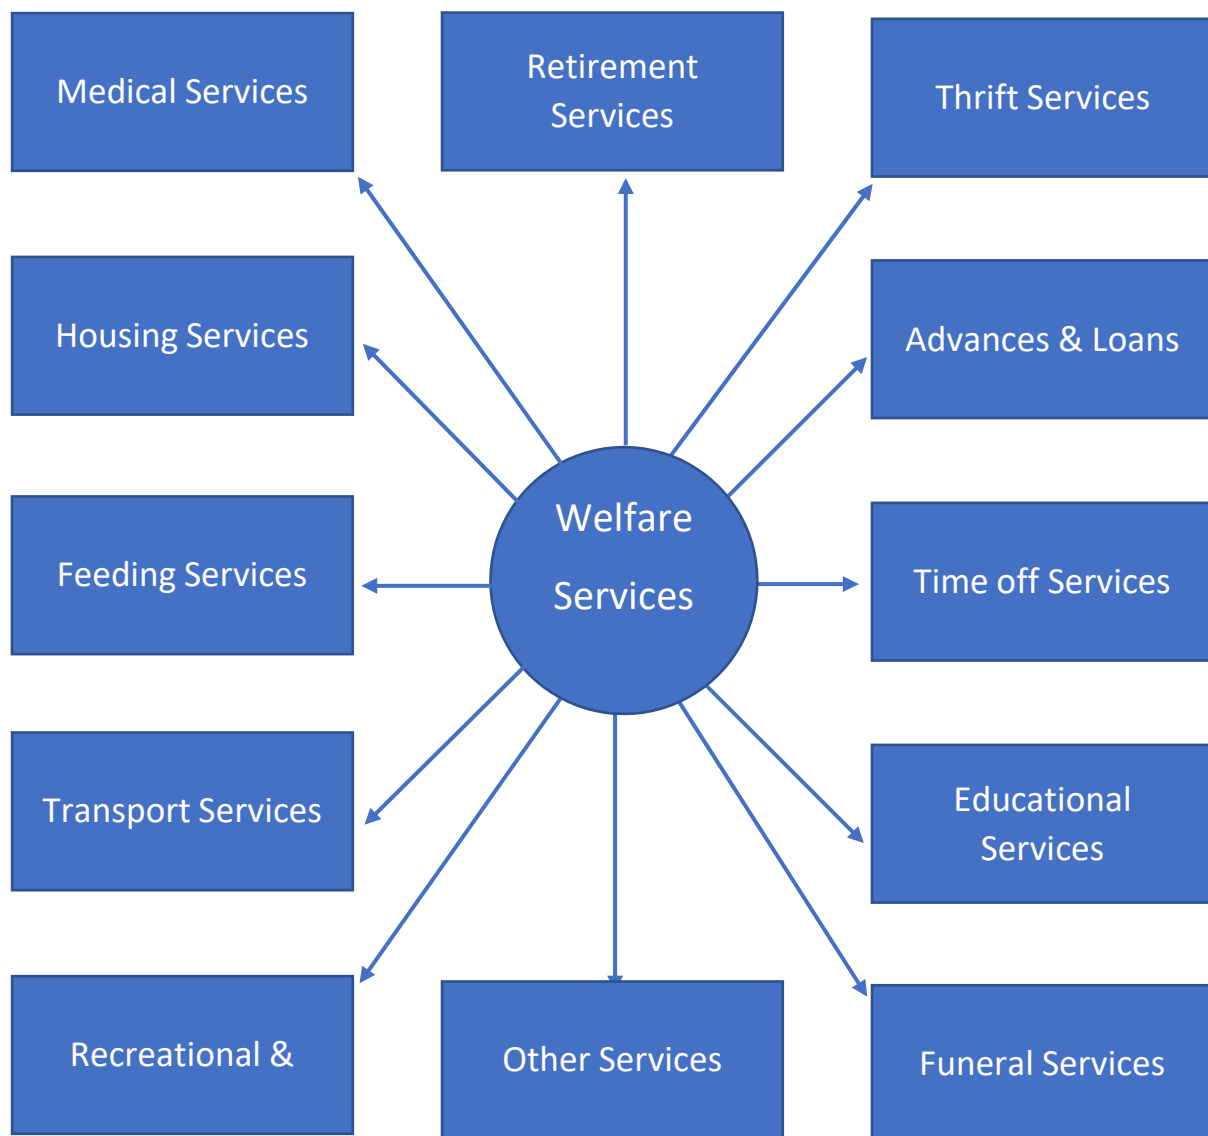 Medical Services
Retirement
Services
Thrift Services
Housing Services
Advances & Loans
Welfare
Services
Feeding Services
Time off Services
Transport Services
Educational
Services
Recreational &
Other Services
Funeral Services